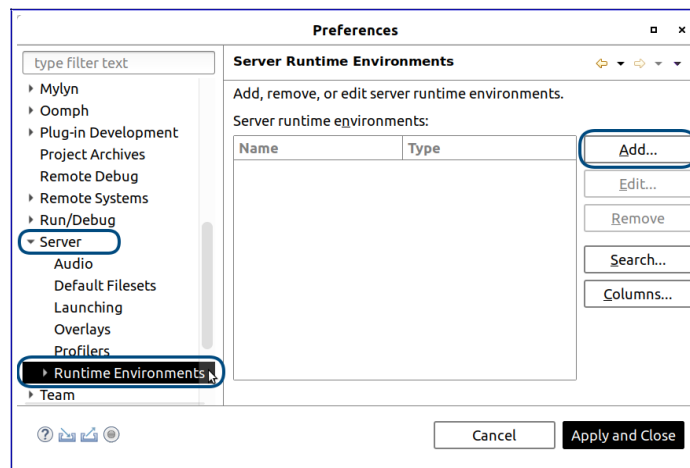 Preferences
type filter text
Server Runtime Environments
Mylyn
Oomph
Plug-in Development
Project Archives
Remote Debug
Remote Systems
Run/Debug
Server
Audio
Default Filesets
Launching
Overlays
Profilers
Runtime Environments
Team
Add, remove, or edit server runtime environments.
Server runtime environments:
Name Type
Add...
Edit...
Remove
Search...
Columns...
Cancel Apply and Close